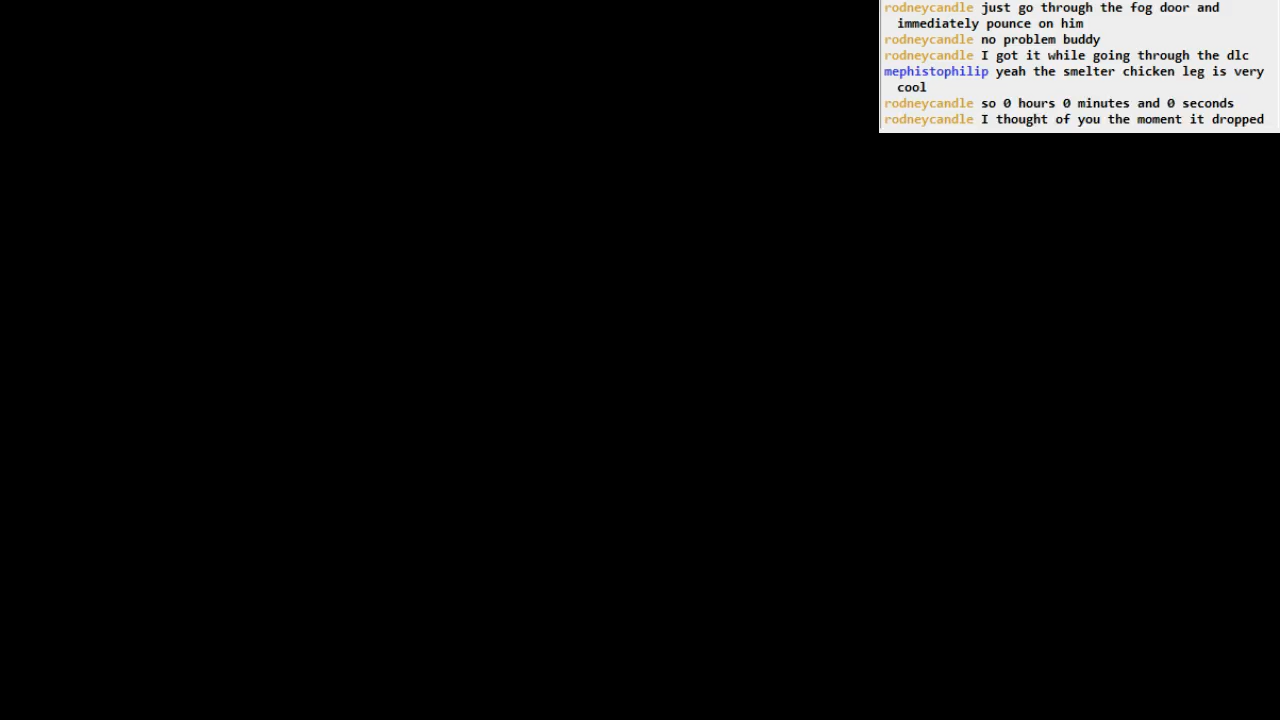 rodneycandle just go through the fog door and
immediately pounce on him
rodneycandle no problem buddy
rodneycandle I got it while going through the dlc
mephistophilip yeah the smelter chicken leg is very
cool
rodneycandle so 0 hours 0 minutes and 0 seconds
rodneycandle I thought of you the moment it dropped